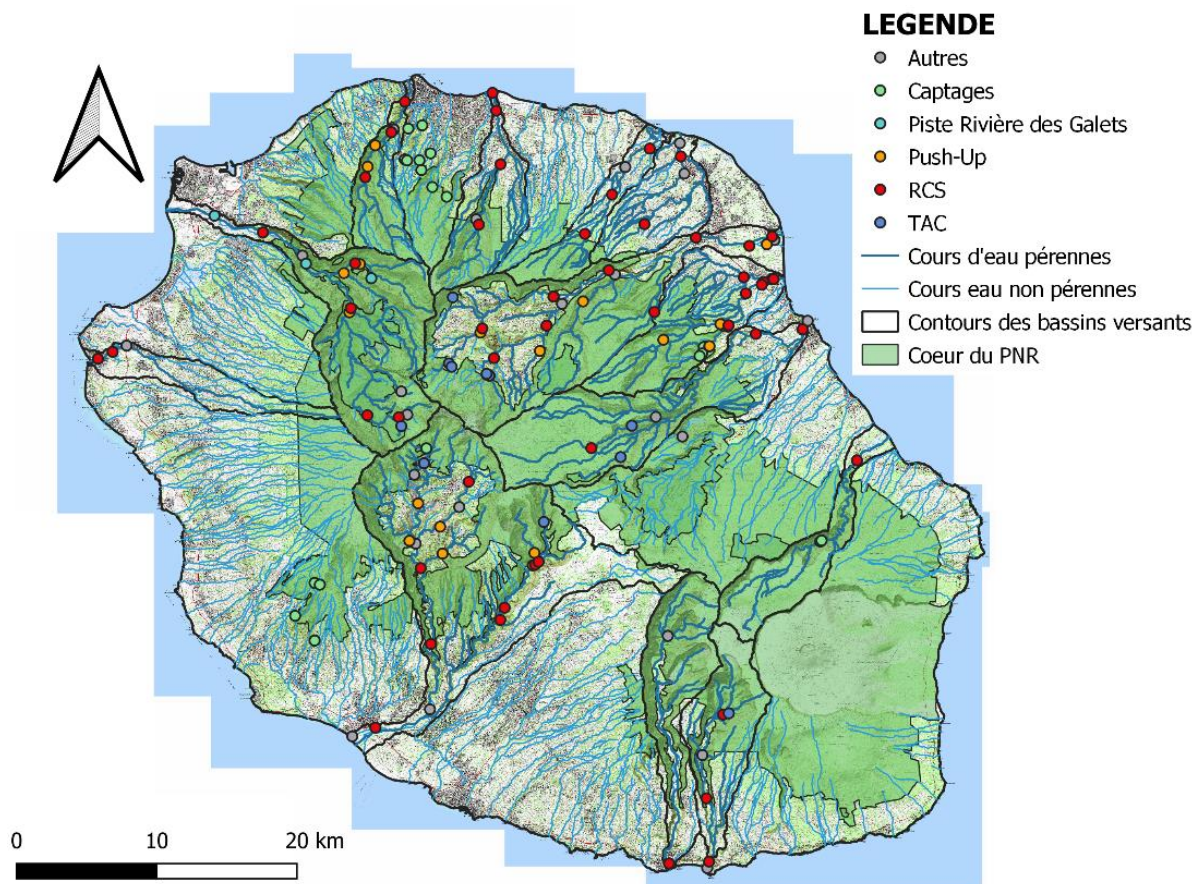 LEGENDE
Autres
Captages
Piste Rivière des Galets
Push-Up
RCS
TAC
Cours d'eau pérennes
Cours eau non pérennes
Contours des bassins versants
Coeur du PNR
0 10 20 km